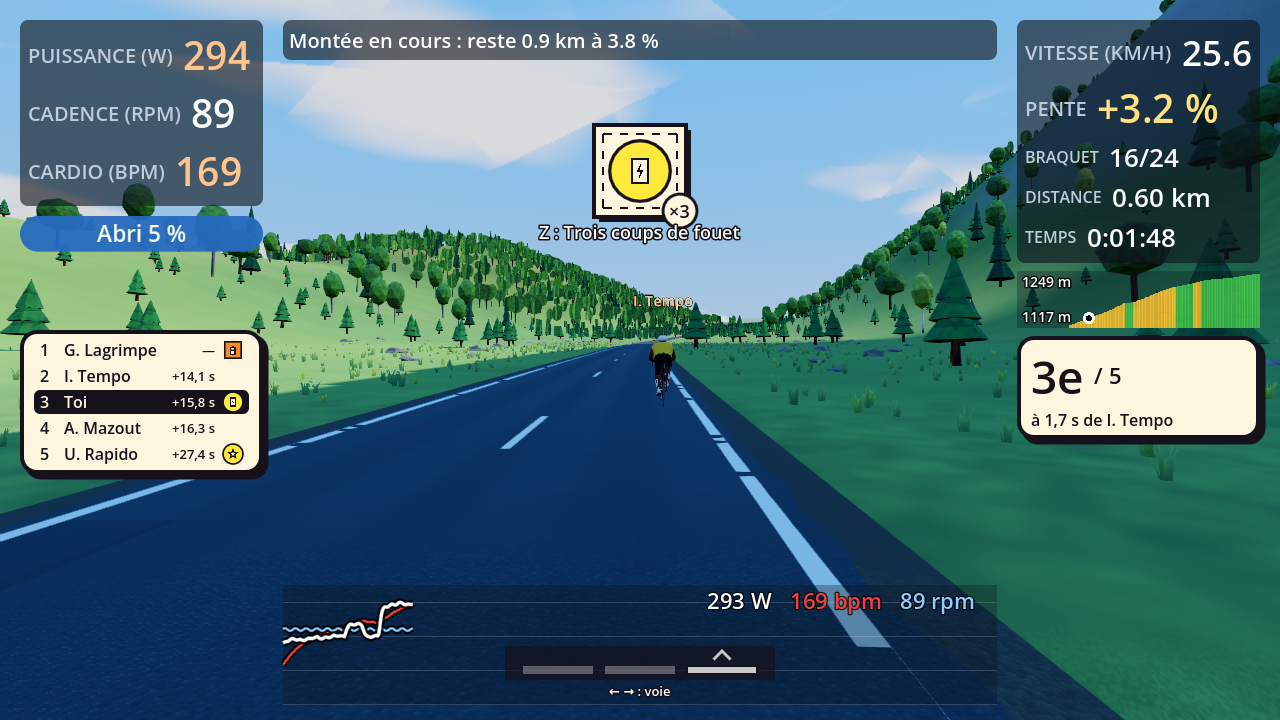 PUISSANCE (W) 294
CADENCE (RPM) 89
CARDIO (BPM) 169
Abri 5 %
Montée en cours : reste 0.9 km à 3.8 %
×3
Z : Trois coups de fouet
I. Tempo
VITESSE (KM/H) 25.6
PENTE +3.2 %
BRAQUET 16/24
DISTANCE 0.60 km
TEMPS 0:01:48
1249 m
1117 m
3e / 5
à 1,7 s de I. Tempo
1 G. Lagrimpe —
2 I. Tempo +14,1 s
3 Toi +15,8 s
4 A. Mazout +16,3 s
5 U. Rapido +27,4 s
293 W 169 bpm 89 rpm
← → : voie